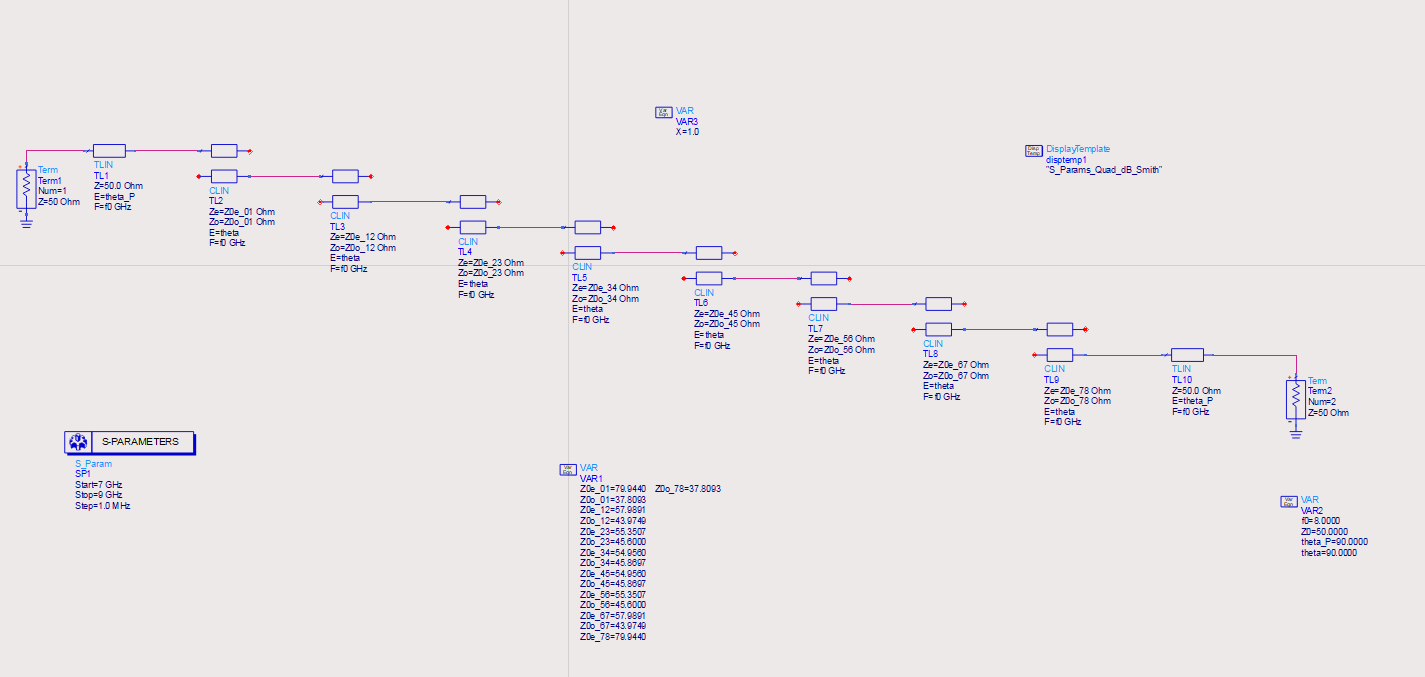 VAR
VAR3
X=1.0
DisplayTemplate
disptemp1
"S_Params_Quad_dB_Smith"
Term
Term1
Num=1
Z=50 Ohm
TLIN
TL1
Z=50.0 Ohm
E=theta_P
F=f0 GHz
CLIN
TL2
Ze=Z0e_01 Ohm
Zo=Z0o_01 Ohm
E=theta
F=f0 GHz
CLIN
TL3
Ze=Z0e_12 Ohm
Zo=Z0o_12 Ohm
E=theta
F=f0 GHz
CLIN
TL4
Ze=Z0e_23 Ohm
Zo=Z0o_23 Ohm
E=theta
F=f0 GHz
CLIN
TL5
Ze=Z0e_34 Ohm
Zo=Z0o_34 Ohm
E=theta
F=f0 GHz
CLIN
TL6
Ze=Z0e_45 Ohm
Zo=Z0o_45 Ohm
E=theta
F=f0 GHz
CLIN
TL7
Ze=Z0e_56 Ohm
Zo=Z0o_56 Ohm
E=theta
F=f0 GHz
CLIN
TL8
Ze=Z0e_67 Ohm
Zo=Z0o_67 Ohm
E=theta
F=f0 GHz
CLIN
TL9
Ze=Z0e_78 Ohm
Zo=Z0o_78 Ohm
E=theta
F=f0 GHz
TLIN
TL10
Z=50.0 Ohm
E=theta_P
F=f0 GHz
Term
Term2
Num=2
Z=50 Ohm
S-PARAMETERS
S_Param
SP1
Start=7 GHz
Stop=9 GHz
Step=1.0 MHz
VAR
VAR1
Z0e_01=79.9440 Z0o_78=37.8093
Z0o_01=37.8093
Z0e_12=57.9891
Z0o_12=43.9749
Z0e_23=55.3507
Z0o_23=45.6000
Z0e_34=54.9560
Z0o_34=45.8697
Z0e_45=54.9560
Z0o_45=45.8697
Z0e_56=55.3507
Z0o_56=45.6000
Z0e_67=57.9891
Z0o_67=43.9749
Z0e_78=79.9440
VAR
VAR2
f0=8.0000
Z0=50.0000
theta_P=90.0000
theta=90.0000